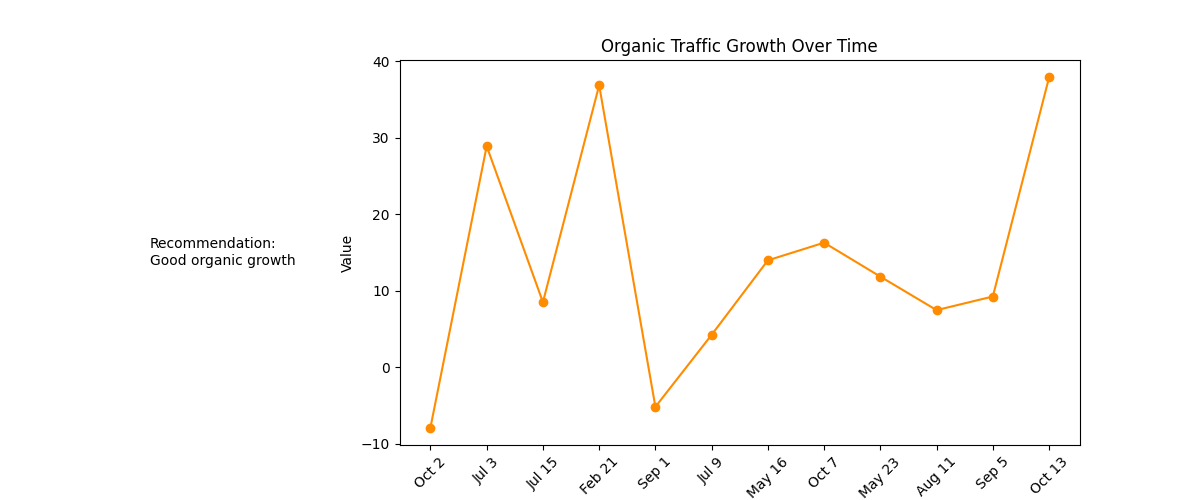 Organic Traffic Growth Over Time
Recommendation:
Good organic growth
Value
40
30
20
10
0
−10
Oct 2
Jul 3
Jul 15
Feb 21
Sep 1
Jul 9
May 16
Oct 7
May 23
Aug 11
Sep 5
Oct 13